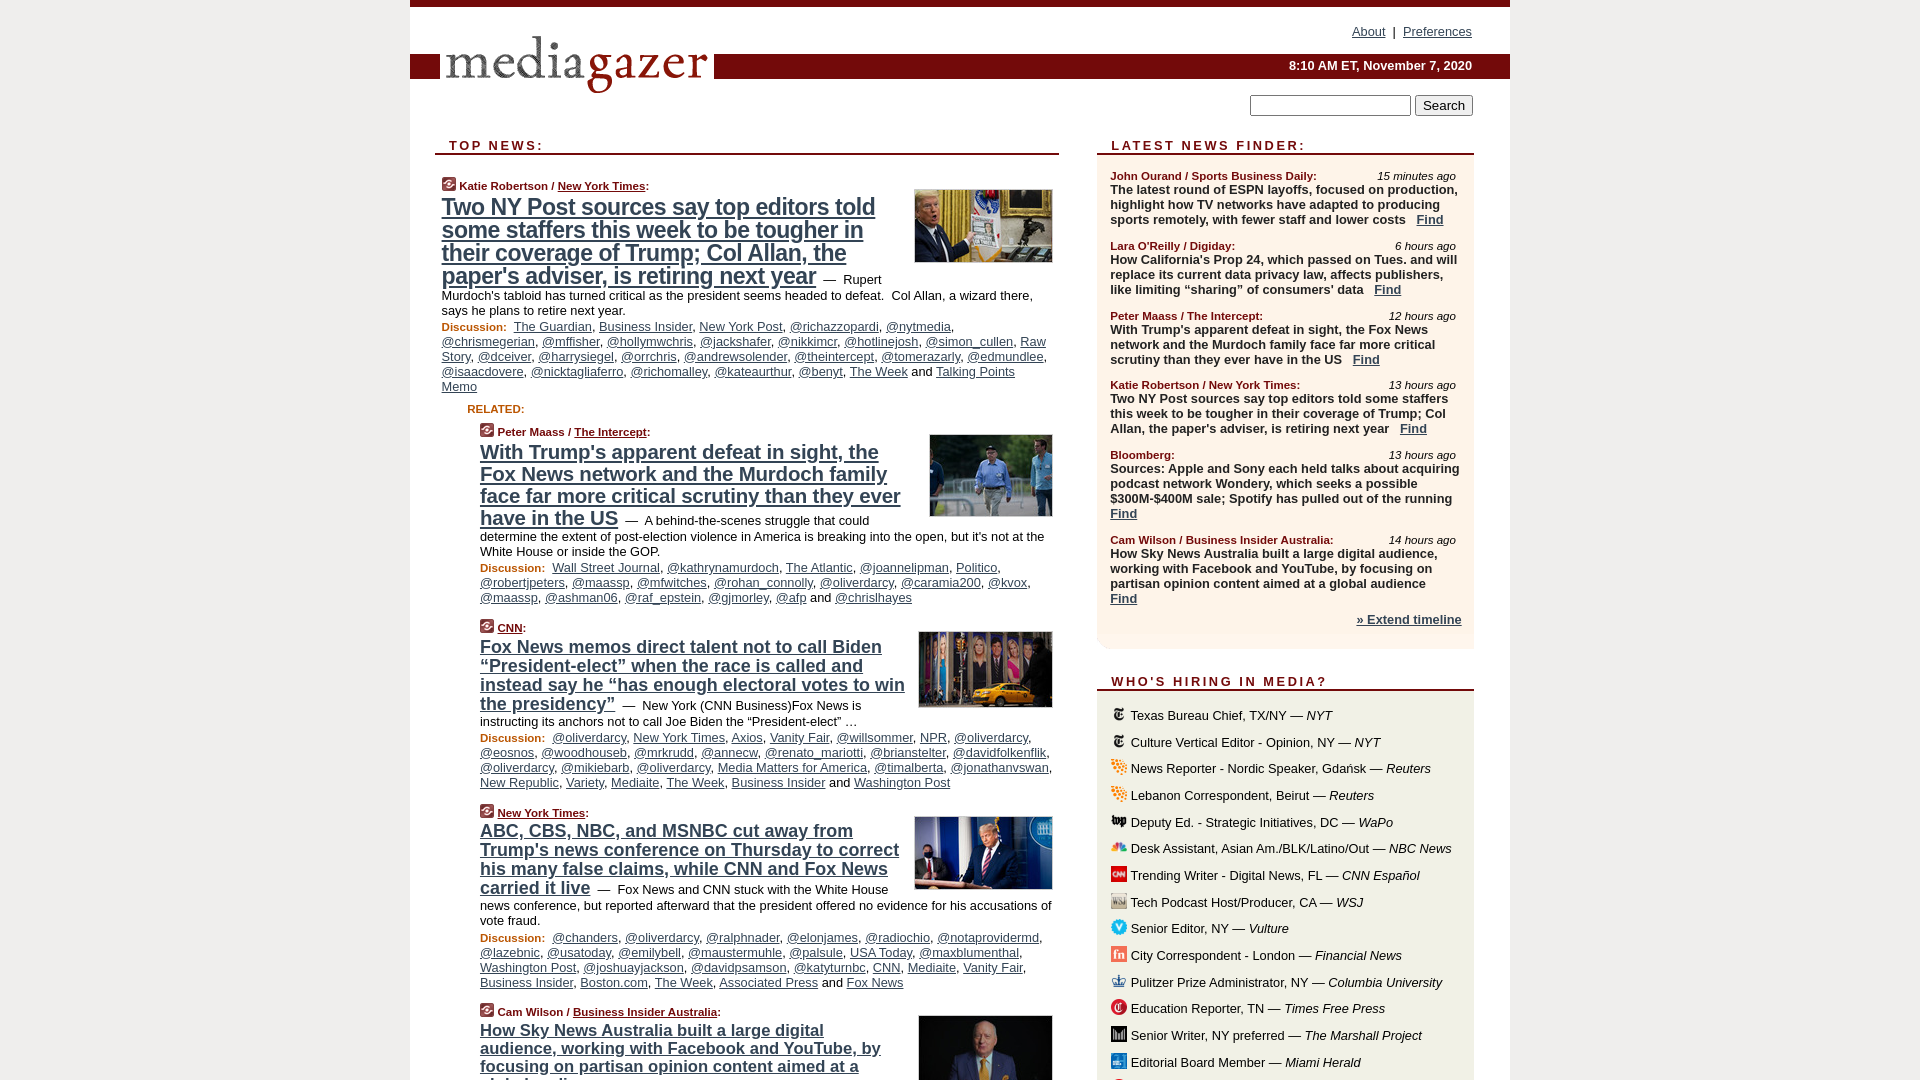 About | Preferences
mediagazer
8:10 AM ET, November 7, 2020
Search
TOP NEWS:
Katie Robertson / New York Times:
Two NY Post sources say top editors told
some staffers this week to be tougher in
their coverage of Trump; Col Allan, the
paper's adviser, is retiring next year — Rupert
Murdoch's tabloid has turned critical as the president seems headed to defeat. Col Allan, a wizard there,
says he plans to retire next year.
Discussion: The Guardian, Business Insider, New York Post, @richazzopardi, @nytmedia,
@chrismegerian, @mffisher, @hollymwchris, @jackshafer, @nikkimcr, @hotlinejosh, @simon_cullen, Raw
Story, @dceiver, @harrysiegel, @orrchris, @andrewsolender, @theintercept, @tomerazarly, @edmundlee,
@isaacdovere, @nicktagliaferro, @richomalley, @kateaurthur, @benyt, The Week and Talking Points
Memo
RELATED:
Peter Maass / The Intercept:
With Trump's apparent defeat in sight, the
Fox News network and the Murdoch family
face far more critical scrutiny than they ever
have in the US — A behind-the-scenes struggle that could
determine the extent of post-election violence in America is breaking into the open, but it's not at the
White House or inside the GOP.
Discussion: Wall Street Journal, @kathrynamurdoch, The Atlantic, @joannelipman, Politico,
@robertjpeters, @maassp, @mfwitches, @rohan_connolly, @oliverdarcy, @caramia200, @kvox,
@maassp, @ashman06, @raf_epstein, @gjmorley, @afp and @chrislhayes
CNN:
Fox News memos direct talent not to call Biden
“President-elect” when the race is called and
instead say he “has enough electoral votes to win
the presidency” — New York (CNN Business)Fox News is
instructing its anchors not to call Joe Biden the “President-elect” …
Discussion: @oliverdarcy, New York Times, Axios, Vanity Fair, @willsommer, NPR, @oliverdarcy,
@eosnos, @woodhouseb, @mrkrudd, @annecw, @renato_mariotti, @brianstelter, @davidfolkenflik,
@oliverdarcy, @mikiebarb, @oliverdarcy, Media Matters for America, @timalberta, @jonathanvswan,
New Republic, Variety, Mediaite, The Week, Business Insider and Washington Post
New York Times:
ABC, CBS, NBC, and MSNBC cut away from
Trump's news conference on Thursday to correct
his many false claims, while CNN and Fox News
carried it live — Fox News and CNN stuck with the White House
news conference, but reported afterward that the president offered no evidence for his accusations of
vote fraud.
Discussion: @chanders, @oliverdarcy, @ralphnader, @elonjames, @radiochio, @notaprovidermd,
@lazebnic, @usatoday, @emilybell, @maustermuhle, @palsule, USA Today, @maxblumenthal,
Washington Post, @joshuayjackson, @davidpsamson, @katyturnbc, CNN, Mediaite, Vanity Fair,
Business Insider, Boston.com, The Week, Associated Press and Fox News
Cam Wilson / Business Insider Australia:
How Sky News Australia built a large digital
audience, working with Facebook and YouTube, by
focusing on partisan opinion content aimed at a
LATEST NEWS FINDER:
John Ourand / Sports Business Daily: 15 minutes ago
The latest round of ESPN layoffs, focused on production,
highlight how TV networks have adapted to producing
sports remotely, with fewer staff and lower costs Find
Lara O'Reilly / Digiday: 6 hours ago
How California's Prop 24, which passed on Tues. and will
replace its current data privacy law, affects publishers,
like limiting “sharing” of consumers' data Find
Peter Maass / The Intercept: 12 hours ago
With Trump's apparent defeat in sight, the Fox News
network and the Murdoch family face far more critical
scrutiny than they ever have in the US Find
Katie Robertson / New York Times: 13 hours ago
Two NY Post sources say top editors told some staffers
this week to be tougher in their coverage of Trump; Col
Allan, the paper's adviser, is retiring next year Find
Bloomberg: 13 hours ago
Sources: Apple and Sony each held talks about acquiring
podcast network Wondery, which seeks a possible
$300M-$400M sale; Spotify has pulled out of the running
Find
Cam Wilson / Business Insider Australia: 14 hours ago
How Sky News Australia built a large digital audience,
working with Facebook and YouTube, by focusing on
partisan opinion content aimed at a global audience
Find
» Extend timeline
WHO'S HIRING IN MEDIA?
Texas Bureau Chief, TX/NY — NYT
Culture Vertical Editor - Opinion, NY — NYT
News Reporter - Nordic Speaker, Gdańsk — Reuters
Lebanon Correspondent, Beirut — Reuters
Deputy Ed. - Strategic Initiatives, DC — WaPo
Desk Assistant, Asian Am./BLK/Latino/Out — NBC News
Trending Writer - Digital News, FL — CNN Español
Tech Podcast Host/Producer, CA — WSJ
Senior Editor, NY — Vulture
City Correspondent - London — Financial News
Pulitzer Prize Administrator, NY — Columbia University
Education Reporter, TN — Times Free Press
Senior Writer, NY preferred — The Marshall Project
Editorial Board Member — Miami Herald